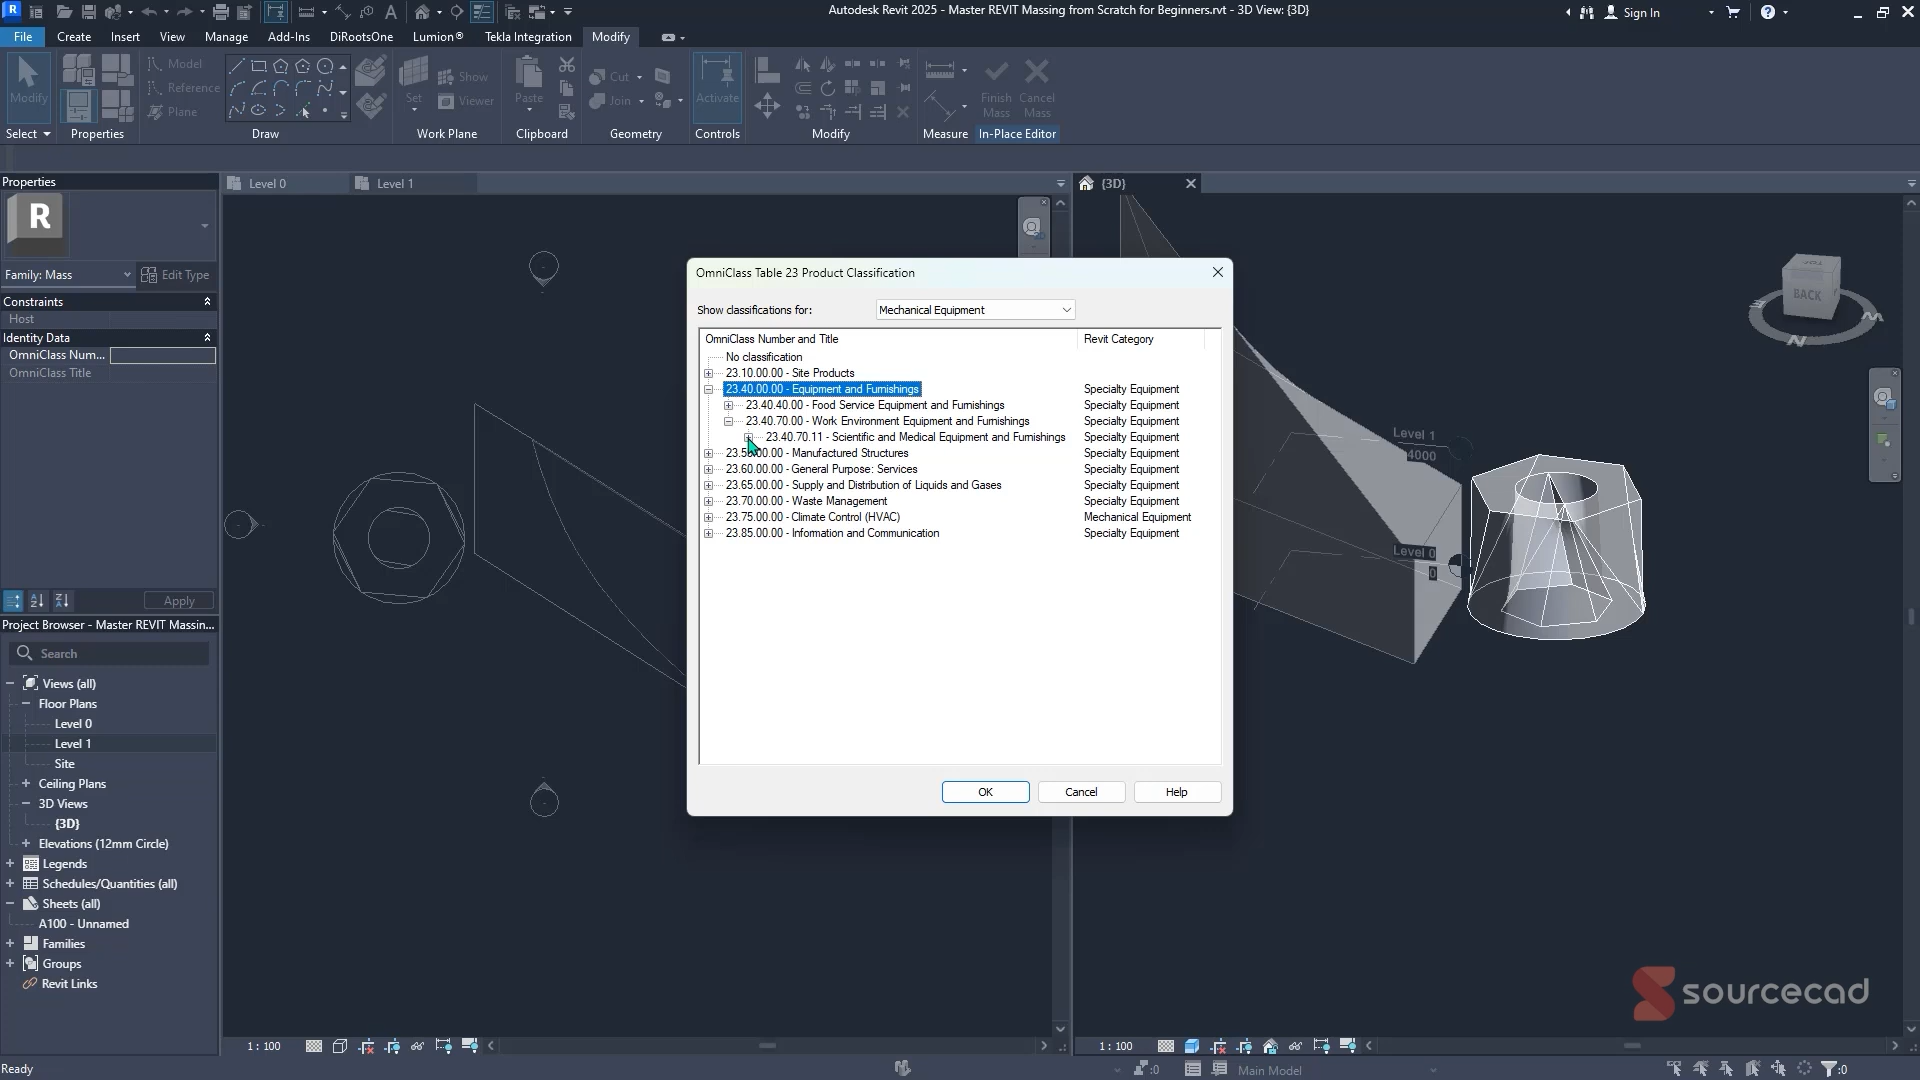 Autodesk Revit 2025 - Master REVIT Massing from Scratch for Beginners.rvt - 3D View: {3D}
Sign In
File
Create
Insert
View
Manage
Add-Ins
DiRootsOne
Lumion®
Tekla Integration
Modify
Modify
Model
Reference
Plane
Set
Show
Viewer
Paste
Cut
Join
Activate
Finish Mass
Cancel Mass
Select
Properties
Draw
Work Plane
Clipboard
Geometry
Controls
Modify
Measure
In-Place Editor
Properties
R
Family: Mass
Edit Type
Constraints
Host
Identity Data
OmniClass Num...
OmniClass Title
Apply
Project Browser - Master REVIT Massin...
Search
Views (all)
Floor Plans
Level 0
Level 1
Site
Ceiling Plans
3D Views
{3D}
Elevations (12mm Circle)
Legends
Schedules/Quantities (all)
Sheets (all)
A100 - Unnamed
Families
Groups
Revit Links
Level 0
Level 1
{3D}
OmniClass Table 23 Product Classification
Show classifications for:
Mechanical Equipment
OmniClass Number and Title
Revit Category
No classification
23.10.00.00 - Site Products
23.40.00.00 - Equipment and Furnishings
Specialty Equipment
23.40.40.00 - Food Service Equipment and Furnishings
Specialty Equipment
23.40.70.00 - Work Environment Equipment and Furnishings
Specialty Equipment
23.40.70.11 - Scientific and Medical Equipment and Furnishings
Specialty Equipment
00.00 - Manufactured Structures
Specialty Equipment
23.60.00.00 - General Purpose: Services
Specialty Equipment
23.65.00.00 - Supply and Distribution of Liquids and Gases
Specialty Equipment
23.70.00.00 - Waste Management
Specialty Equipment
23.75.00.00 - Climate Control (HVAC)
Mechanical Equipment
23.85.00.00 - Information and Communication
Specialty Equipment
OK
Cancel
Help
BACK
Level 1
4000
Level 0
0
sourcecad
1 : 100
1 : 100
Ready
:0
Main Model
:0